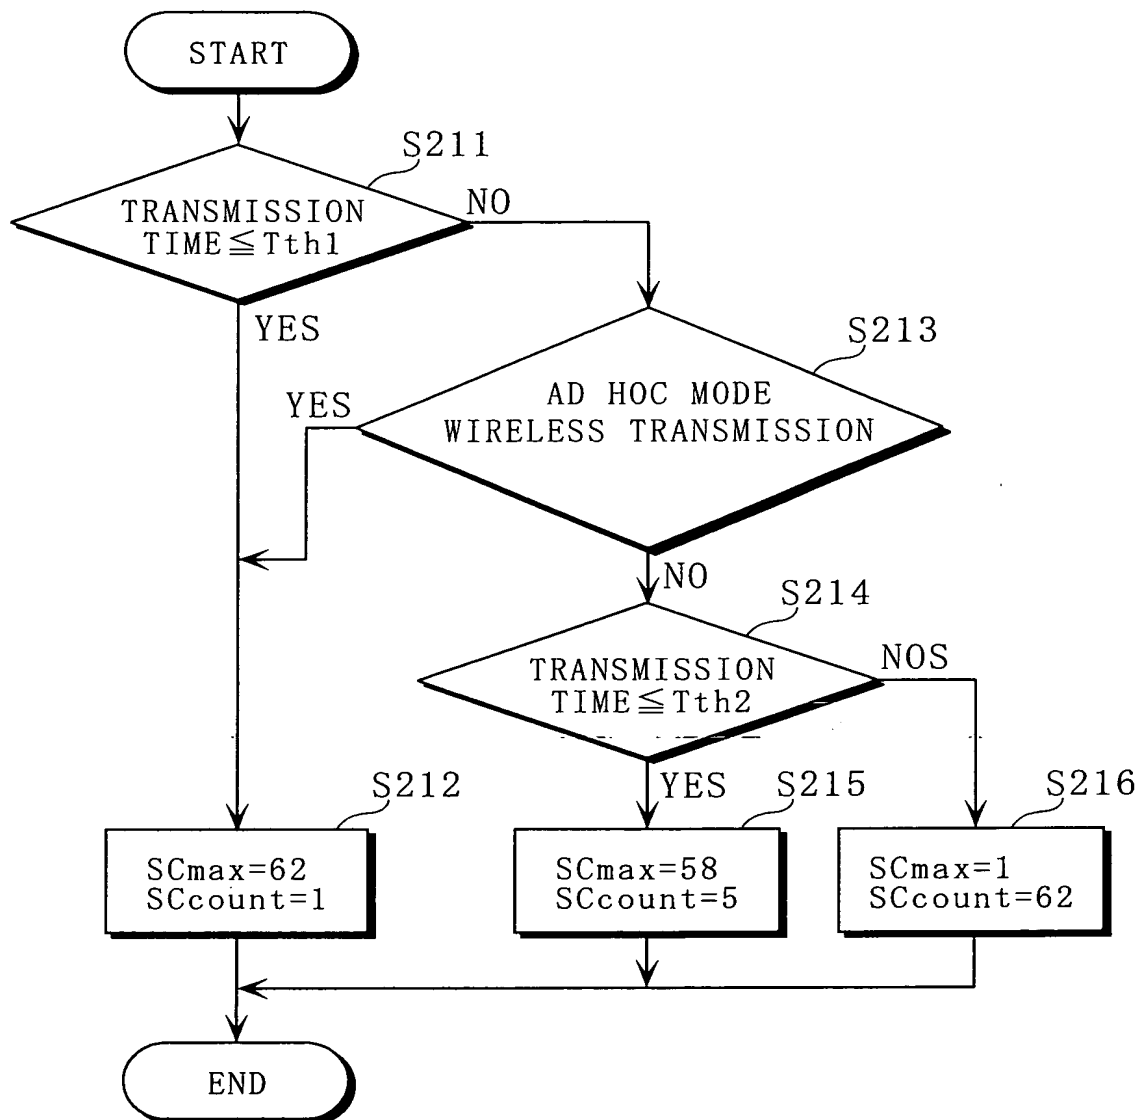 START
S211
TRANSMISSION
TIME≦Tth1
NO
YES
S213
AD HOC MODE
WIRELESS TRANSMISSION
YES
NO
S214
TRANSMISSION
TIME≦Tth2
NOS
YES
S212
SCmax=62
SCcount=1
S215
SCmax=58
SCcount=5
S216
SCmax=1
SCcount=62
END